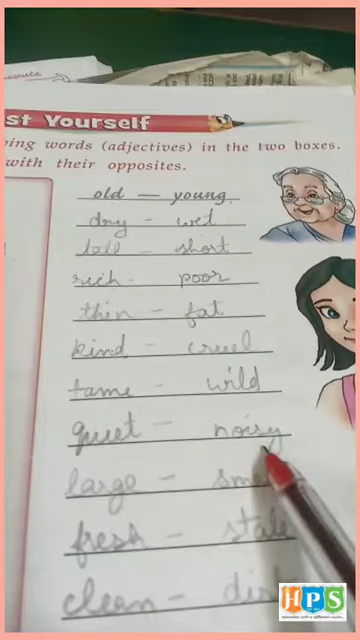 st Yourself
ing words (adjectives) in the two boxes.
with their opposites.
old — young
dry - wet
tall - short
rich - poor
thin - fat
kind - cruel
tame - wild
quiet - noisy
large -
fresh - stale
clean -
HPS